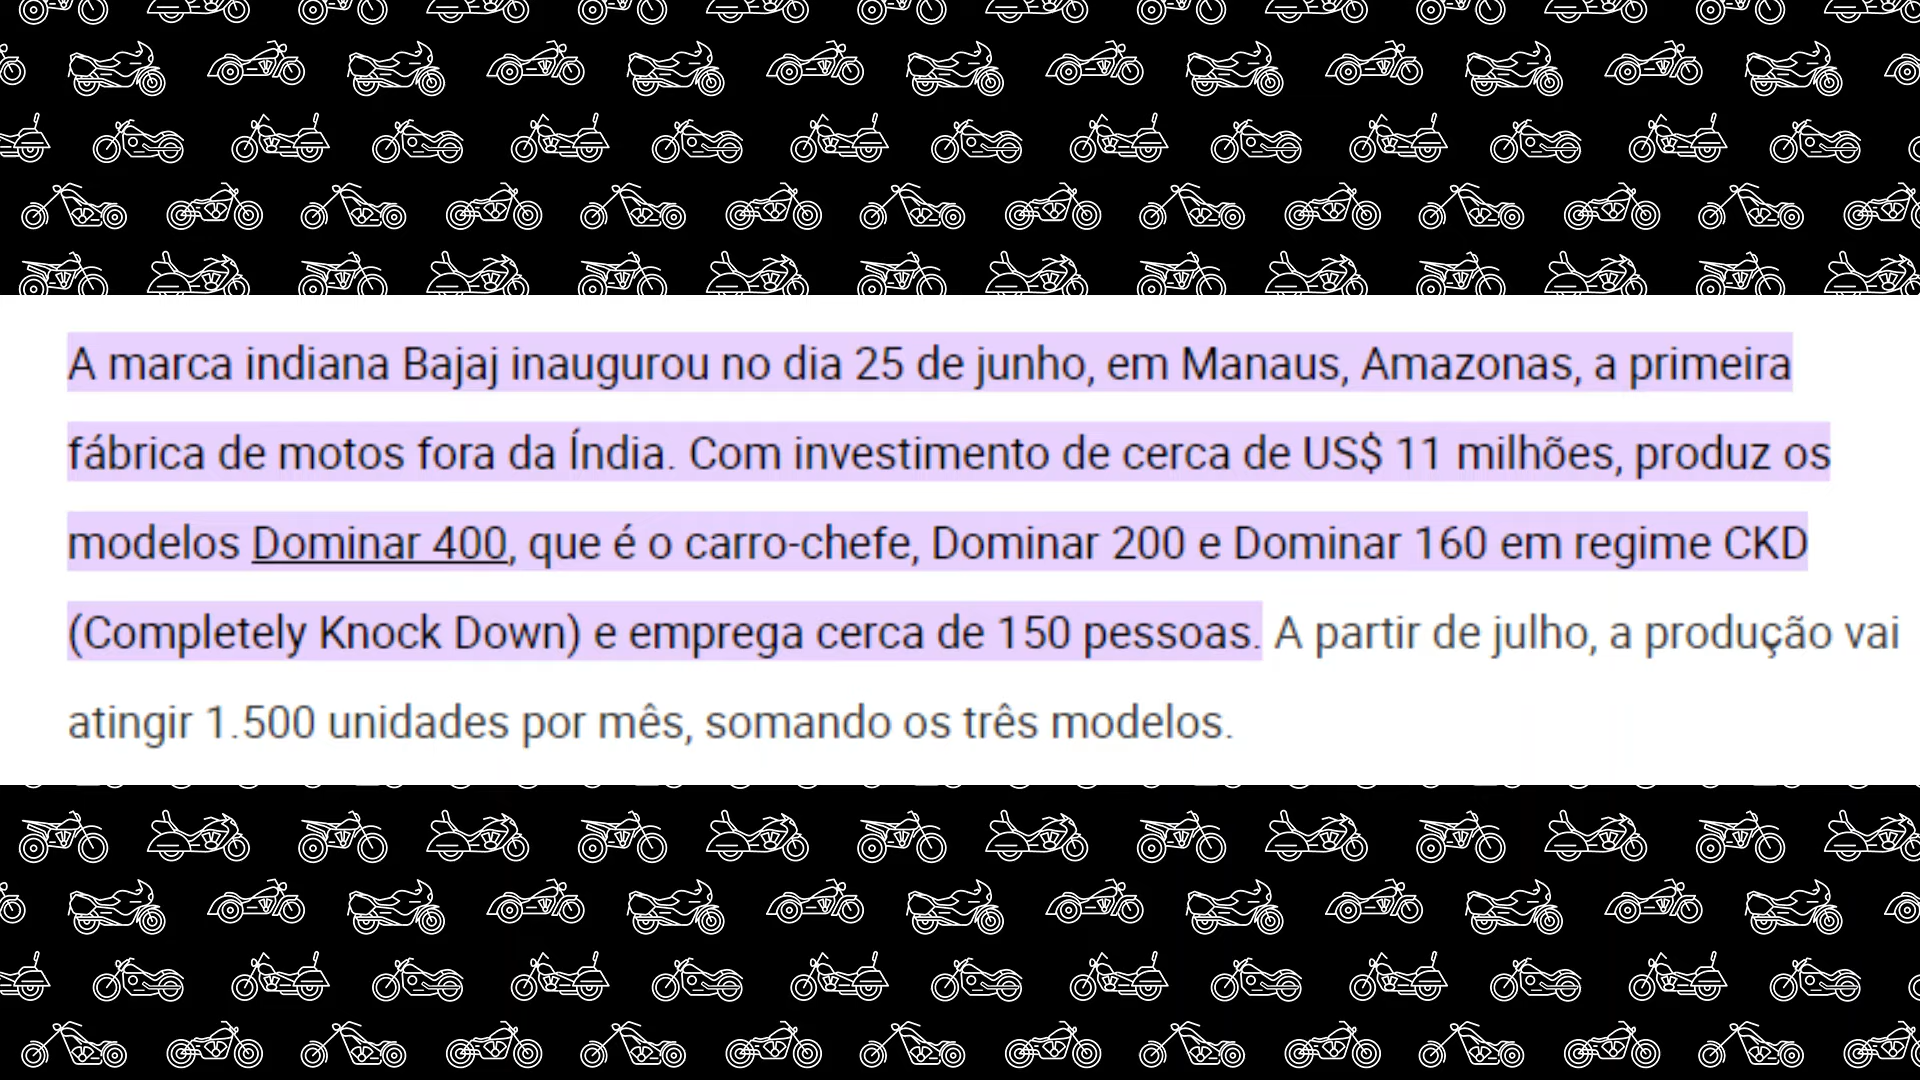 A marca indiana Bajaj inaugurou no dia 25 de junho, em Manaus, Amazonas, a primeira
fábrica de motos fora da Índia. Com investimento de cerca de US$ 11 milhões, produz os
modelos Dominar 400, que é o carro-chefe, Dominar 200 e Dominar 160 em regime CKD
(Completely Knock Down) e emprega cerca de 150 pessoas. A partir de julho, a produção vai
atingir 1.500 unidades por mês, somando os três modelos.